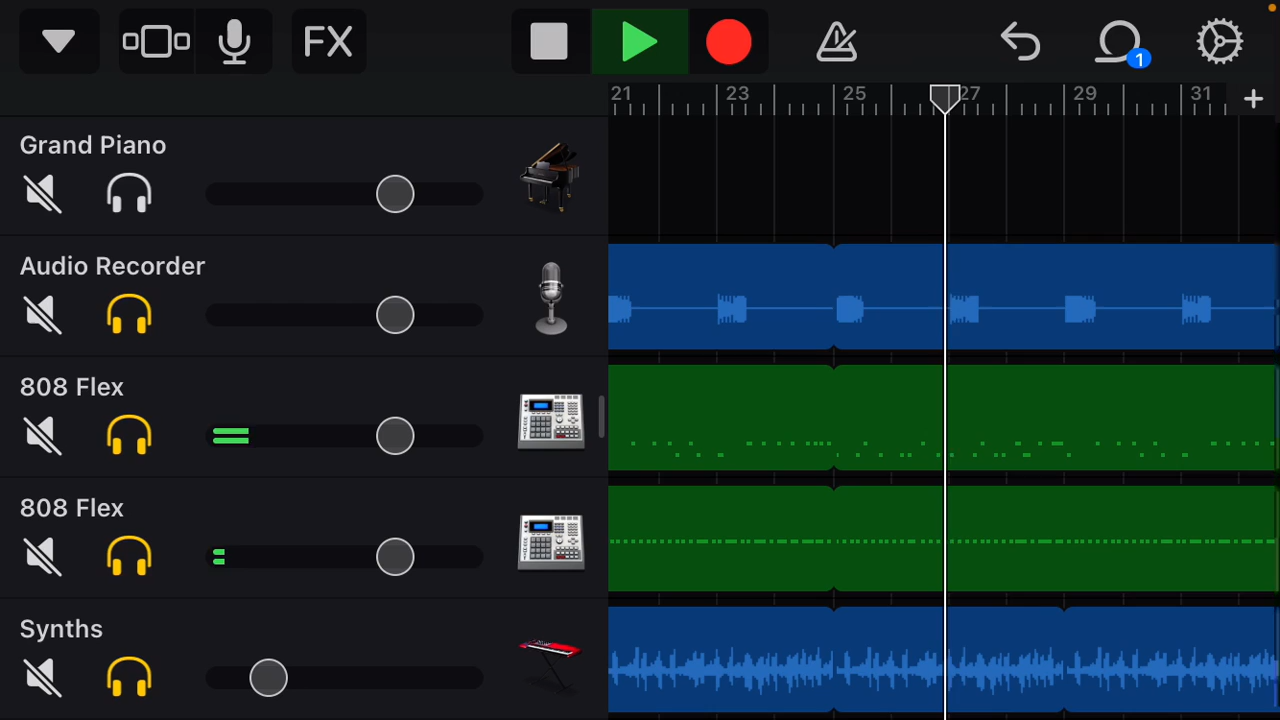 FX
1
21 23 25 27 29 31 +
Grand Piano
Audio Recorder
808 Flex
808 Flex
Synths